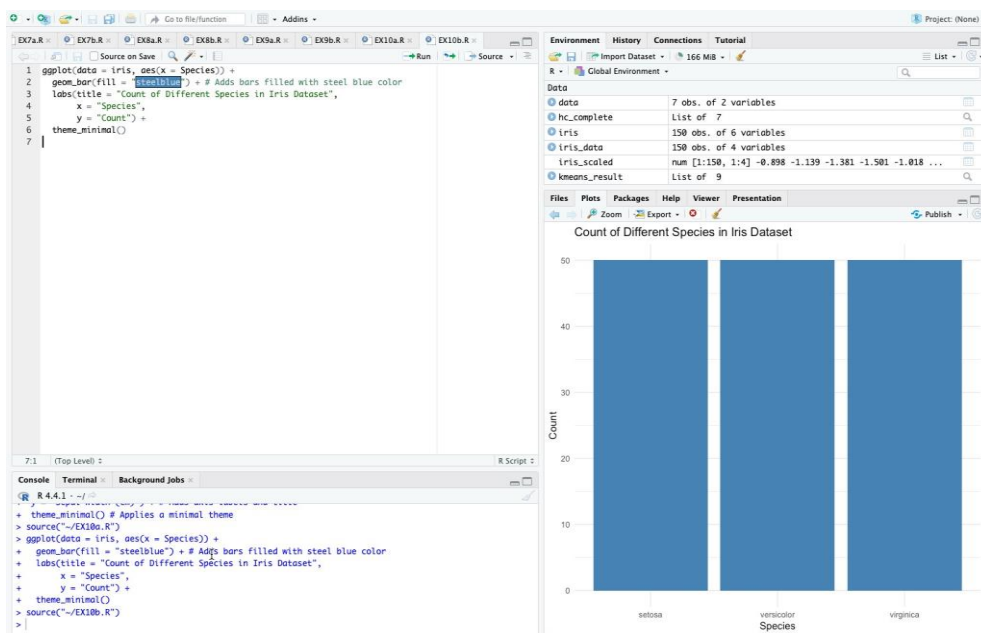 Go to file/function
Addins
Project: (None)
EX7a.R EX7b.R EX8a.R EX8b.R EX9a.R EX9b.R EX10a.R EX10b.R
Source on Save
Run
Source
1 ggplot(data = iris, aes(x = Species)) +
2 geom_bar(fill = "steelblue") + # Adds bars filled with steel blue color
3 labs(title = "Count of Different Species in Iris Dataset",
4 x = "Species",
5 y = "Count") +
6 theme_minimal()
7
7:1 (Top Level) R Script
Console Terminal Background Jobs
R 4.4.1 · ~/
+ theme_minimal() # Applies a minimal theme
> source("~/EX10a.R")
> ggplot(data = iris, aes(x = Species)) +
+ geom_bar(fill = "steelblue") + # Adds bars filled with steel blue color
+ labs(title = "Count of Different Species in Iris Dataset",
+ x = "Species",
+ y = "Count") +
+ theme_minimal()
> source("~/EX10b.R")
>
Environment History Connections Tutorial
Import Dataset 166 MiB List
R Global Environment
Data
data 7 obs. of 2 variables
hc_complete List of 7
iris 150 obs. of 6 variables
iris_data 150 obs. of 4 variables
iris_scaled num [1:150, 1:4] -0.898 -1.139 -1.381 -1.501 -1.018 ...
kmeans_result List of 9
Files Plots Packages Help Viewer Presentation
Zoom Export Publish
Count of Different Species in Iris Dataset
50
40
30
Count
20
10
0
setosa versicolor virginica
Species